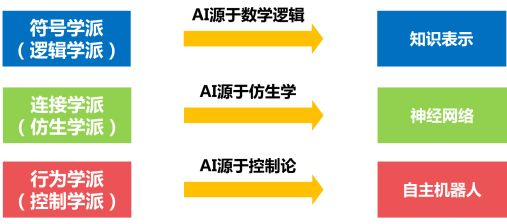 符号学派
（逻辑学派）
AI源于数学逻辑
知识表示
连接学派
（仿生学派）
AI源于仿生学
神经网络
行为学派
（控制学派）
AI源于控制论
自主机器人